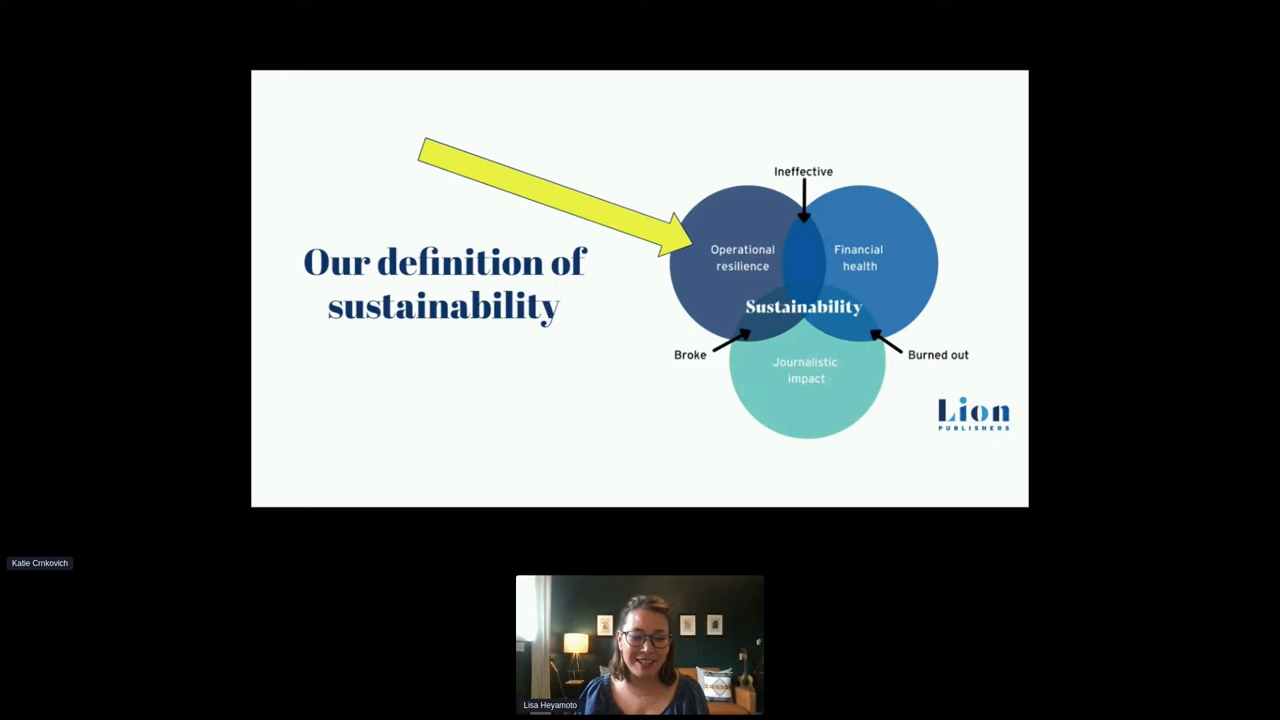 Our definition of
sustainability
Ineffective
Operational
resilience
Financial
health
Sustainability
Broke
Burned out
Journalistic
impact
Lion
PUBLISHERS
Katie Crnkovich
Lisa Heyamoto